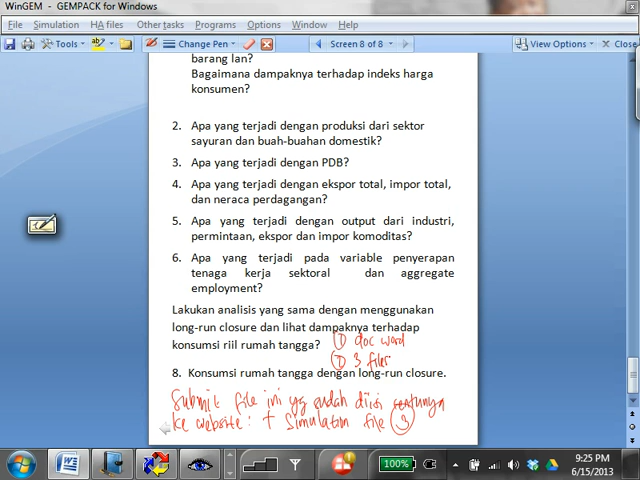 WinGEM - GEMPACK for Windows
File Simulation HA files Other tasks Programs Options Window Help
Tools Change Pen Screen 8 of 8 View Options Close
barang lan?
Bagaimana dampaknya terhadap indeks harga
konsumen?
2. Apa yang terjadi dengan produksi dari sektor
sayuran dan buah-buahan domestik?
3. Apa yang terjadi dengan PDB?
4. Apa yang terjadi dengan ekspor total, impor total,
dan neraca perdagangan?
5. Apa yang terjadi dengan output dari industri,
permintaan, ekspor dan impor komoditas?
6. Apa yang terjadi pada variable penyerapan
tenaga kerja sektoral dan aggregate
employment?
Lakukan analisis yang sama dengan menggunakan
long-run closure dan lihat dampaknya terhadap
konsumsi riil rumah tangga?
① doc word
① 3 files
8. Konsumsi rumah tangga dengan long-run closure.
Submit file ini yg sudah diisi tentunya
ke website: + Simulation file 3
100%
9:25 PM
6/15/2013